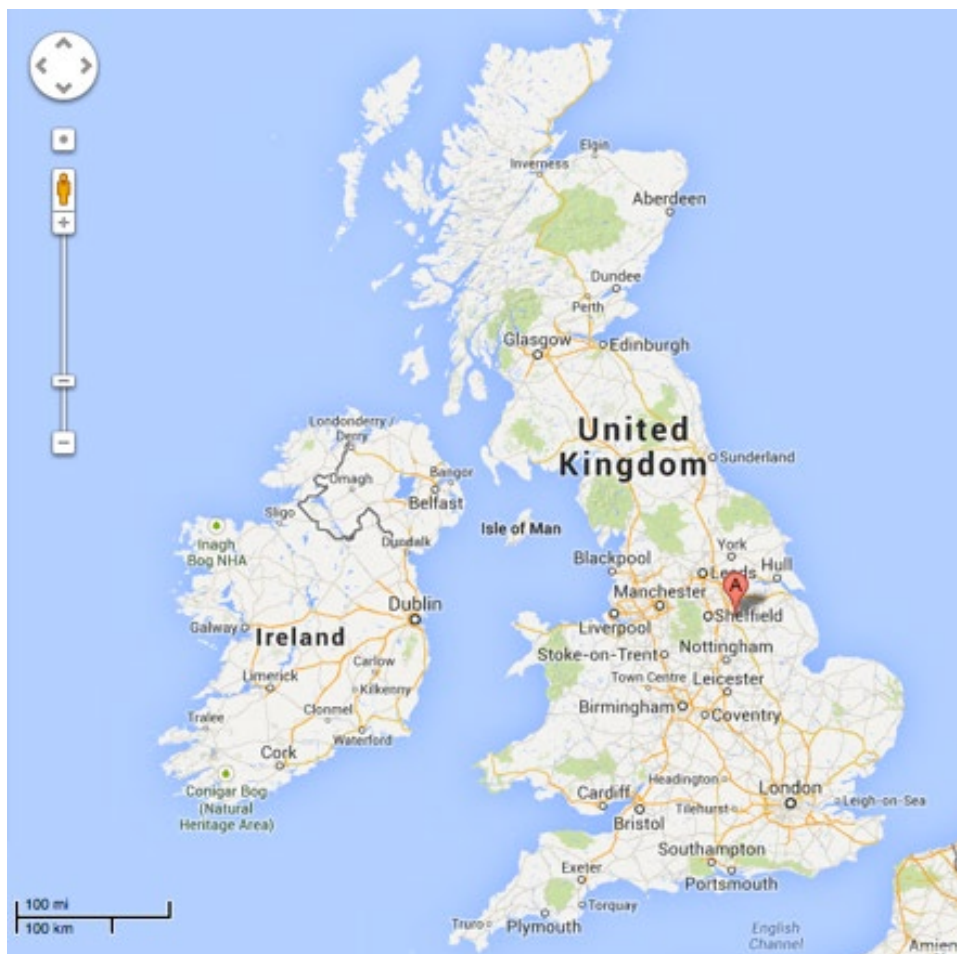 Elgin
Inverness
Aberdeen
Dundee
Perth
Glasgow
Edinburgh
Londonderry /
Derry
United
Kingdom
Sunderland
Omagh
Bangor
Belfast
Sligo
Isle of Man
Inagh
Bog NHA
Dundalk
York
Blackpool
Leeds
Hull
A
Manchester
Dublin
Sheffield
Galway
Ireland
Liverpool
Stoke-on-Trent
Nottingham
Carlow
Limerick
Kilkenny
Town Centre
Leicester
Clonmel
Birmingham
Coventry
Tralee
Waterford
Cork
Headington
London
Conigar Bog
(Natural
Heritage Area)
Cardiff
Tilehurst
Leigh-on-Sea
Bristol
Southampton
Exeter
Portsmouth
100 mi
100 km
Torquay
Truro
Plymouth
English
Channel
Amien